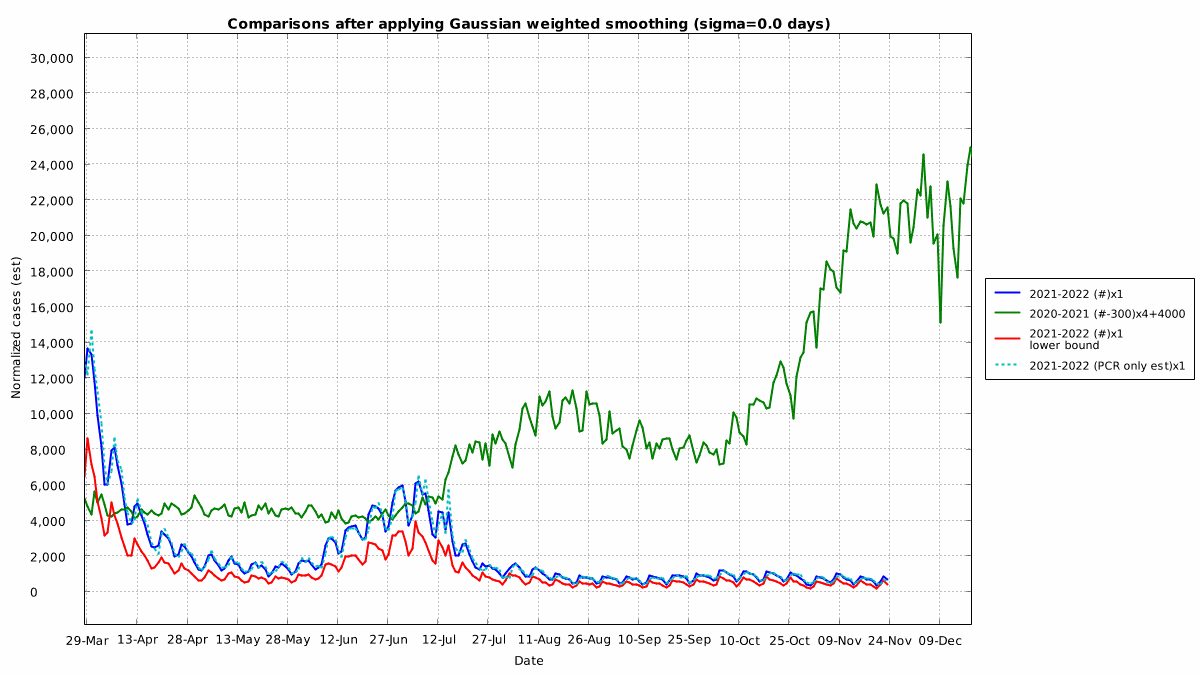 Comparisons after applying Gaussian weighted smoothing (sigma=0.0 days)
30,000
28,000
26,000
24,000
22,000
20,000
18,000
16,000
14,000
12,000
10,000
8,000
6,000
4,000
2,000
0
Normalized cases (est)
29-Mar 13-Apr 28-Apr 13-May 28-May 12-Jun 27-Jun 12-Jul 27-Jul 11-Aug 26-Aug 10-Sep 25-Sep 10-Oct 25-Oct 09-Nov 24-Nov 09-Dec
Date
2021-2022 (#)x1
2020-2021 (#-300)x4+4000
2021-2022 (#)x1
lower bound
2021-2022 (PCR only est)x1